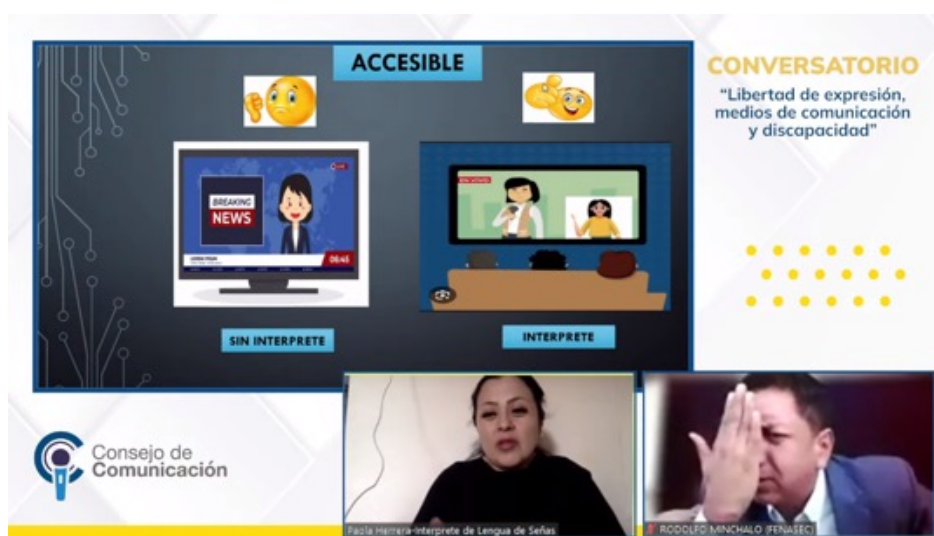 ACCESIBLE
CONVERSATORIO
“Libertad de expresión,
medios de comunicación
y discapacidad”
BREAKING
NEWS
06:45
SIN INTERPRETE
INTERPRETE
Consejo de
Comunicación
Paola Herrera-Interprete de Lengua de Señas
RODOLFO MINCHALO (FENASEC)